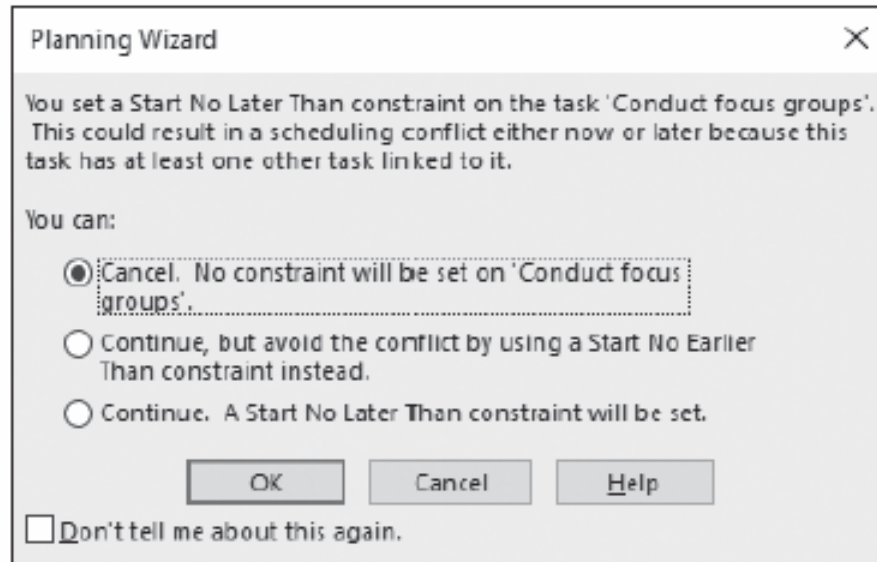 Planning Wizard
You set a Start No Later Than constraint on the task 'Conduct focus groups'.
This could result in a scheduling conflict either now or later because this
task has at least one other task linked to it.
You can:
Cancel. No constraint will be set on 'Conduct focus
groups'.
Continue, but avoid the conflict by using a Start No Earlier
Than constraint instead.
Continue. A Start No Later Than constraint will be set.
OK Cancel Help
Don't tell me about this again.